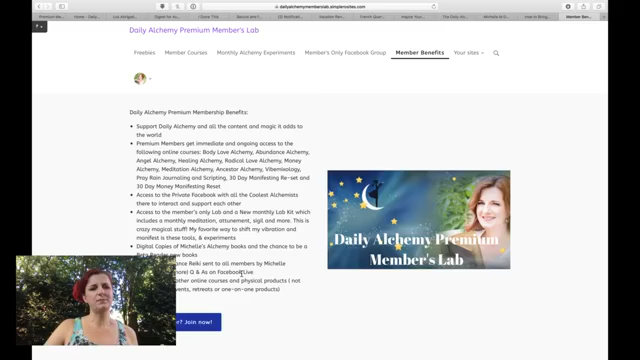 dailyalchemymemberslab.simplerosites.com
Daily Alchemy Premium Member's Lab
Freebies Member Courses Monthly Alchemy Experiments Member's Only Facebook Group Member Benefits Your sites
Daily Alchemy Premium Membership Benefits:
Support Daily Alchemy and all the content and magic it adds to
the world
Premium Members get immediate and ongoing access to the
following online courses: Body Love Alchemy, Abundance Alchemy,
Angel Alchemy, Healing Alchemy, Radical Love Alchemy, Money
Alchemy, Meditation Alchemy, Ancestor Alchemy, Vibemixology,
Pray Rain Journaling and Scripting, 30 Day Manifesting Re-set and
30 Day Money Manifesting Reset
Access to the Private Facebook with all the Coolest Alchemists
there to interact and support each other
Access to the member's only Lab and a New monthly Lab Kit which
includes a monthly meditation, attunement, sigil and more. This is
crazy magical stuff! My favorite way to shift my vibration and
manifest is these tools, & experiments
Digital Copies of Michelle's Alchemy books and the chance to be a
new books
Reiki sent to all members by Michelle
Q & As on Facebook Live
other online courses and physical products ( not
retreats or one-on-one products)
Join now!
Daily Alchemy Premium
Member's Lab